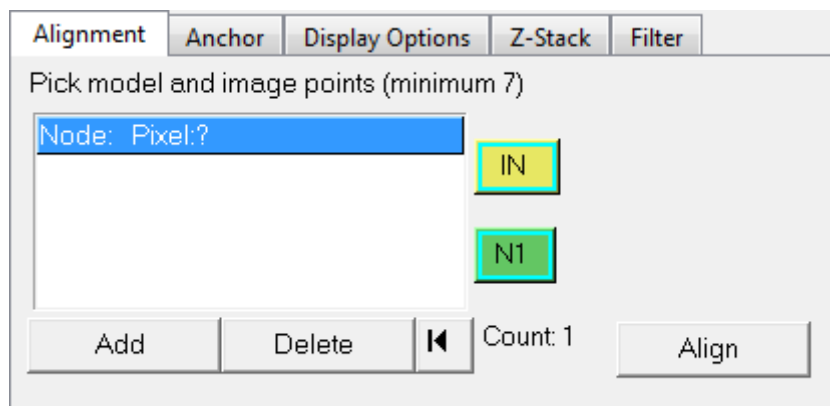 Alignment Anchor Display Options Z-Stack Filter
Pick model and image points (minimum 7)
Node: Pixel:?
IN
N1
Add Delete Count: 1 Align